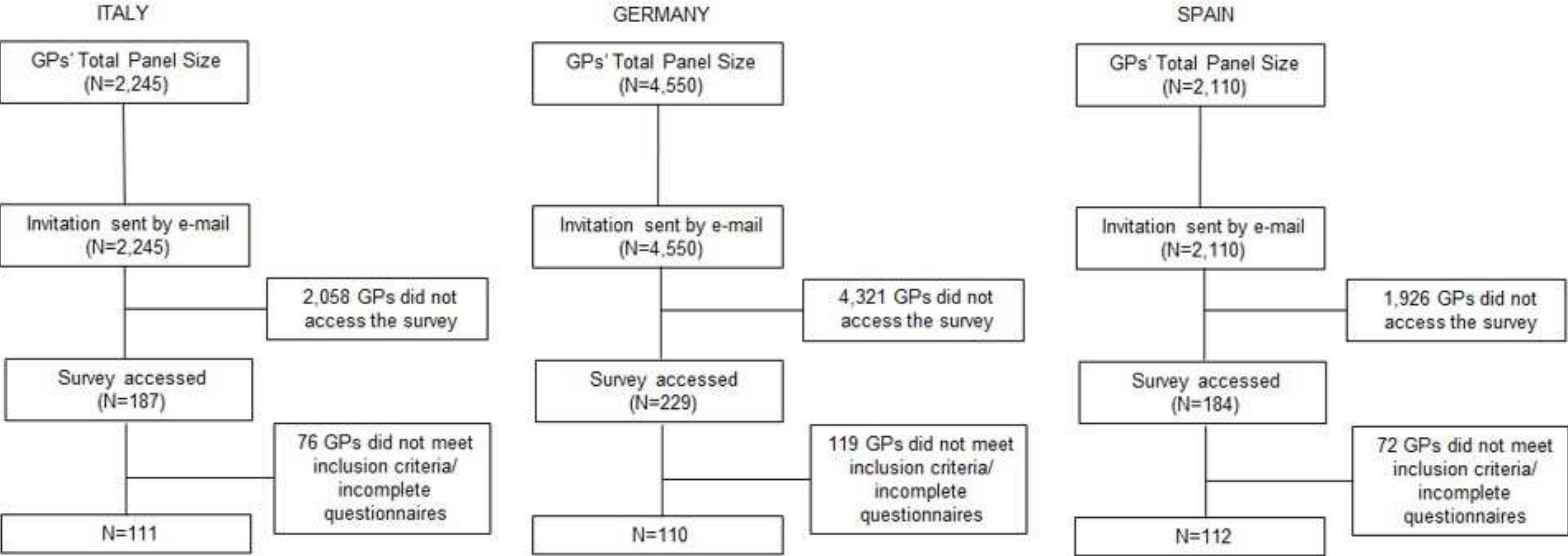 ITALY
GPs' Total Panel Size
(N=2,245)
Invitation sent by e-mail
(N=2,245)
2,058 GPs did not
access the survey
Survey accessed
(N=187)
76 GPs did not meet
inclusion criteria/
incomplete
questionnaires
N=111
GERMANY
GPs' Total Panel Size
(N=4,550)
Invitation sent by e-mail
(N=4,550)
4,321 GPs did not
access the survey
Survey accessed
(N=229)
119 GPs did not meet
inclusion criteria/
incomplete
questionnaires
N=110
SPAIN
GPs' Total Panel Size
(N=2,110)
Invitation sent by e-mail
(N=2,110)
1,926 GPs did not
access the survey
Survey accessed
(N=184)
72 GPs did not meet
inclusion criteria/
incomplete
questionnaires
N=112